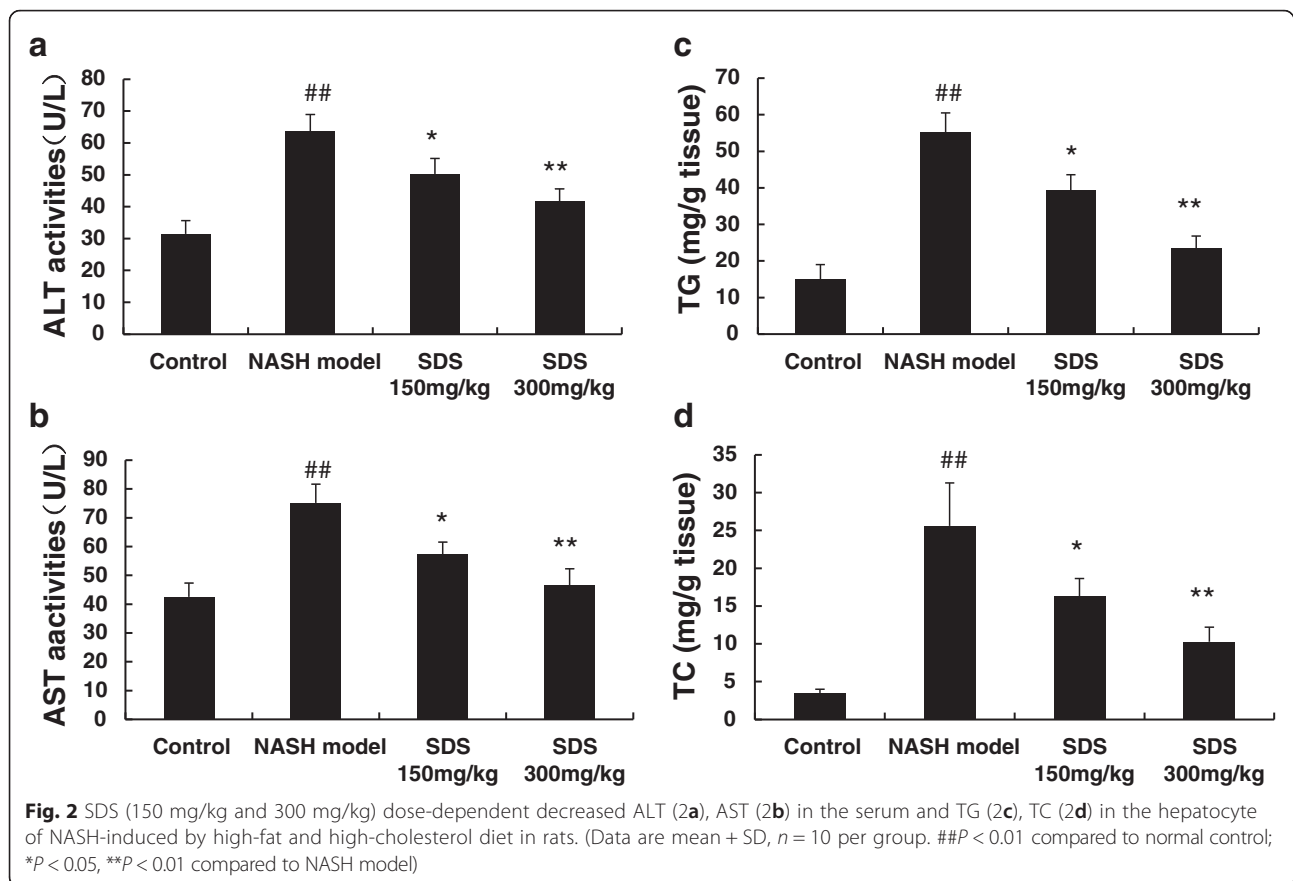 a
ALT activities（U/L）
80
70
60
50
40
30
20
10
0
##
*
**
Control NASH model SDS SDS
150mg/kg 300mg/kg
c
TG (mg/g tissue)
70
60
50
40
30
20
10
0
##
*
**
Control NASH model SDS SDS
150mg/kg 300mg/kg
b
AST aactivities（U/L）
90
80
70
60
50
40
30
20
10
0
##
*
**
Control NASH model SDS SDS
150mg/kg 300mg/kg
d
TC (mg/g tissue)
35
30
25
20
15
10
5
0
##
*
**
Control NASH model SDS SDS
150mg/kg 300mg/kg
Fig. 2 SDS (150 mg/kg and 300 mg/kg) dose-dependent decreased ALT (2a), AST (2b) in the serum and TG (2c), TC (2d) in the hepatocyte
of NASH-induced by high-fat and high-cholesterol diet in rats. (Data are mean + SD, n = 10 per group. ##P < 0.01 compared to normal control;
*P < 0.05, **P < 0.01 compared to NASH model)